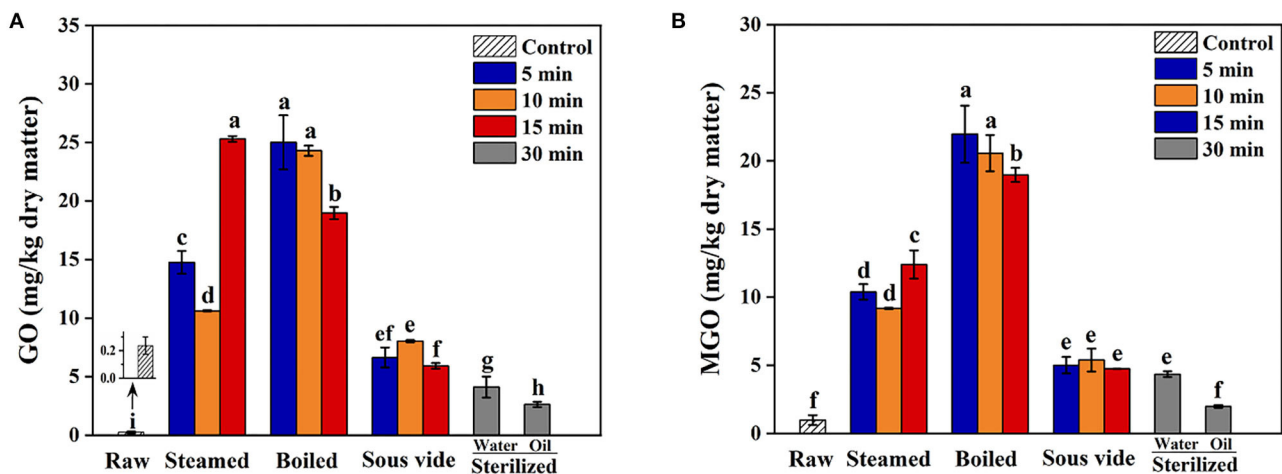 A
GO (mg/kg dry matter)
35
30
25
20
15
10
5
0
Control
5 min
10 min
15 min
30 min
0.2
0.0
i
c
d
a
a
a
b
ef
e
f
g
h
Raw
Steamed
Boiled
Sous vide
Water Oil
Sterilized
B
MGO (mg/kg dry matter)
30
25
20
15
10
5
0
Control
5 min
10 min
15 min
30 min
f
d
d
c
a
a
b
e
e
e
e
f
Raw
Steamed
Boiled
Sous vide
Water Oil
Sterilized